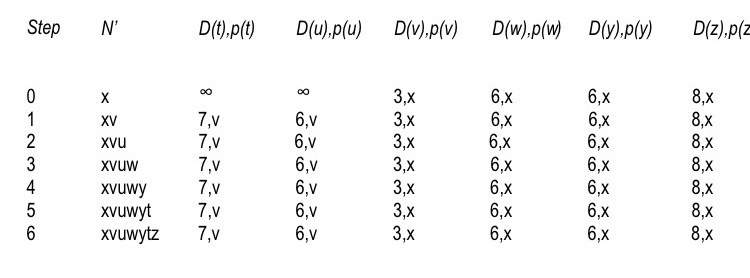 Step N’ D(t),p(t) D(u),p(u) D(v),p(v) D(w),p(w) D(y),p(y) D(z),p(z
0 x ∞ ∞ 3,x 6,x 6,x 8,x
1 xv 7,v 6,v 3,x 6,x 6,x 8,x
2 xvu 7,v 6,v 3,x 6,x 6,x 8,x
3 xvuw 7,v 6,v 3,x 6,x 6,x 8,x
4 xvuwy 7,v 6,v 3,x 6,x 6,x 8,x
5 xvuwyt 7,v 6,v 3,x 6,x 6,x 8,x
6 xvuwytz 7,v 6,v 3,x 6,x 6,x 8,x